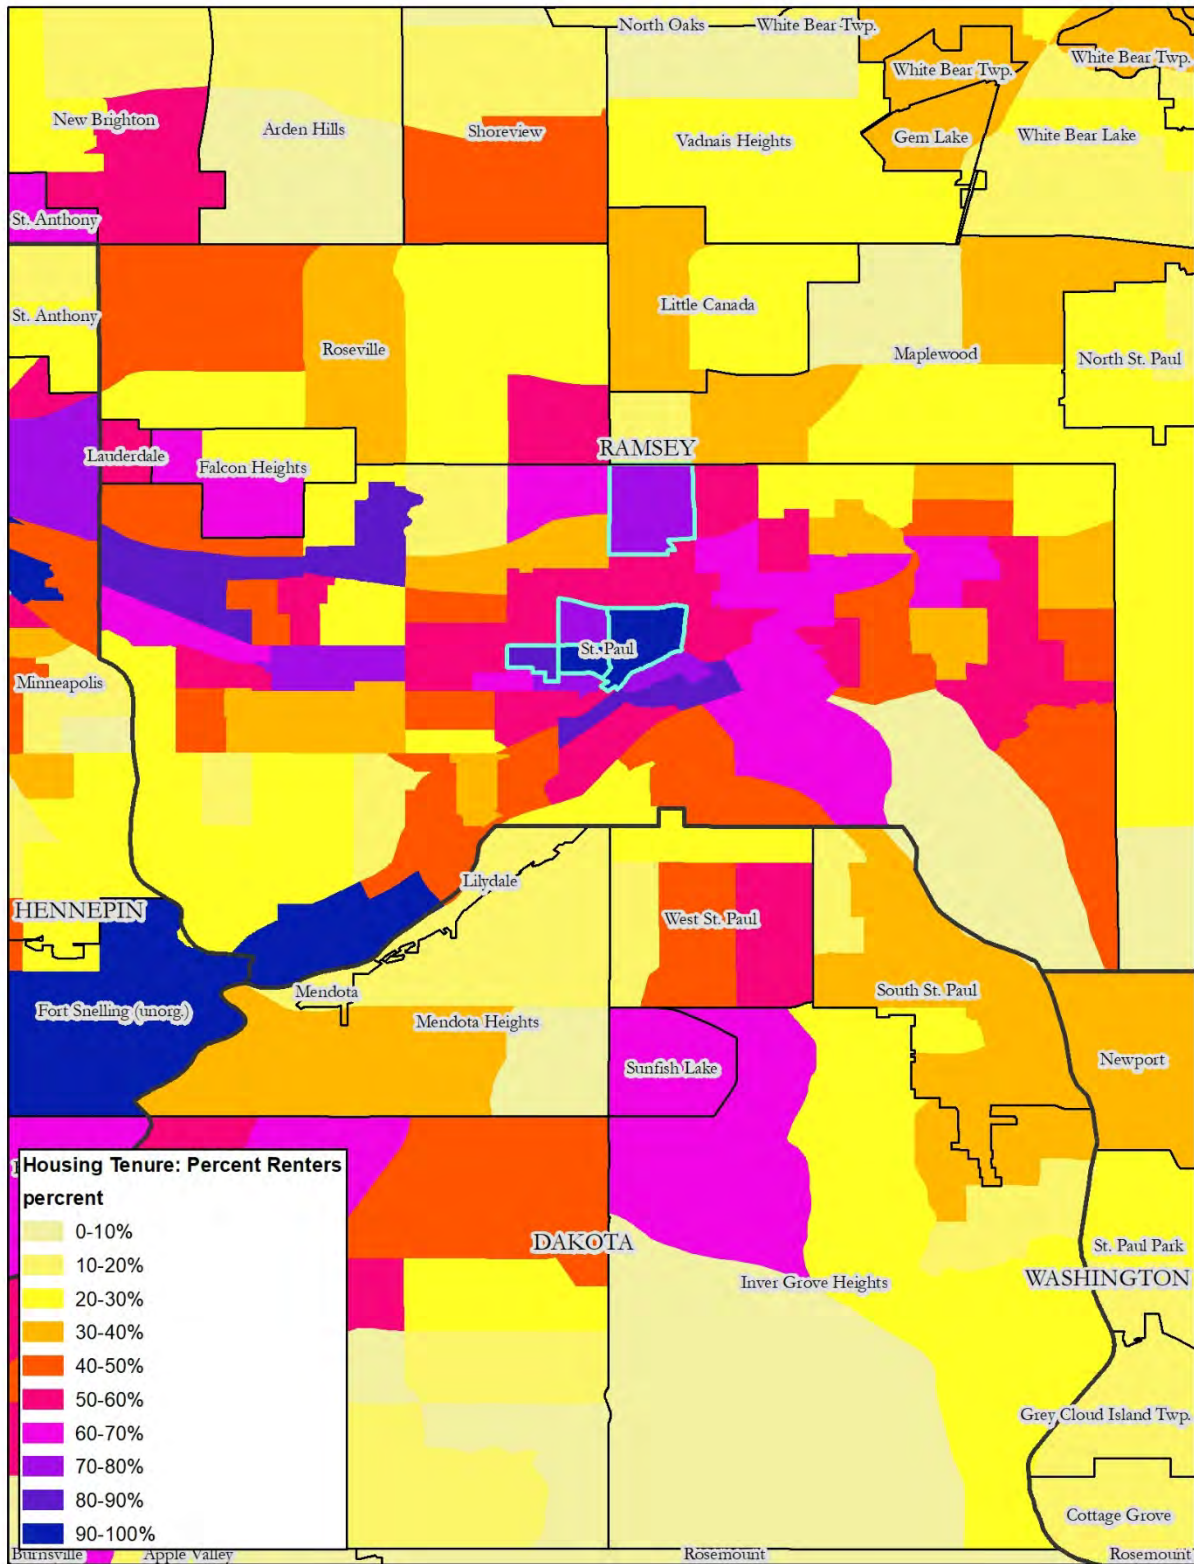 North Oaks
White Bear Twp.
White Bear Twp.
White Bear Twp.
New Brighton
Arden Hills
Shoreview
Vadnais Heights
Gem Lake
White Bear Lake
St. Anthony
St. Anthony
Roseville
Little Canada
Maplewood
North St. Paul
RAMSEY
Lauderdale
Falcon Heights
St. Paul
Minneapolis
Lilydale
HENNEPIN
West St. Paul
Mendota
South St. Paul
Fort Snelling (unorg.)
Mendota Heights
Sunfish Lake
Newport
Housing Tenure: Percent Renters
percrent
0-10%
10-20%
20-30%
30-40%
40-50%
50-60%
60-70%
70-80%
80-90%
90-100%
DAKOTA
St. Paul Park
Inver Grove Heights
WASHINGTON
Grey Cloud Island Twp.
Cottage Grove
Burnsville
Apple Valley
Rosemount
Rosemount